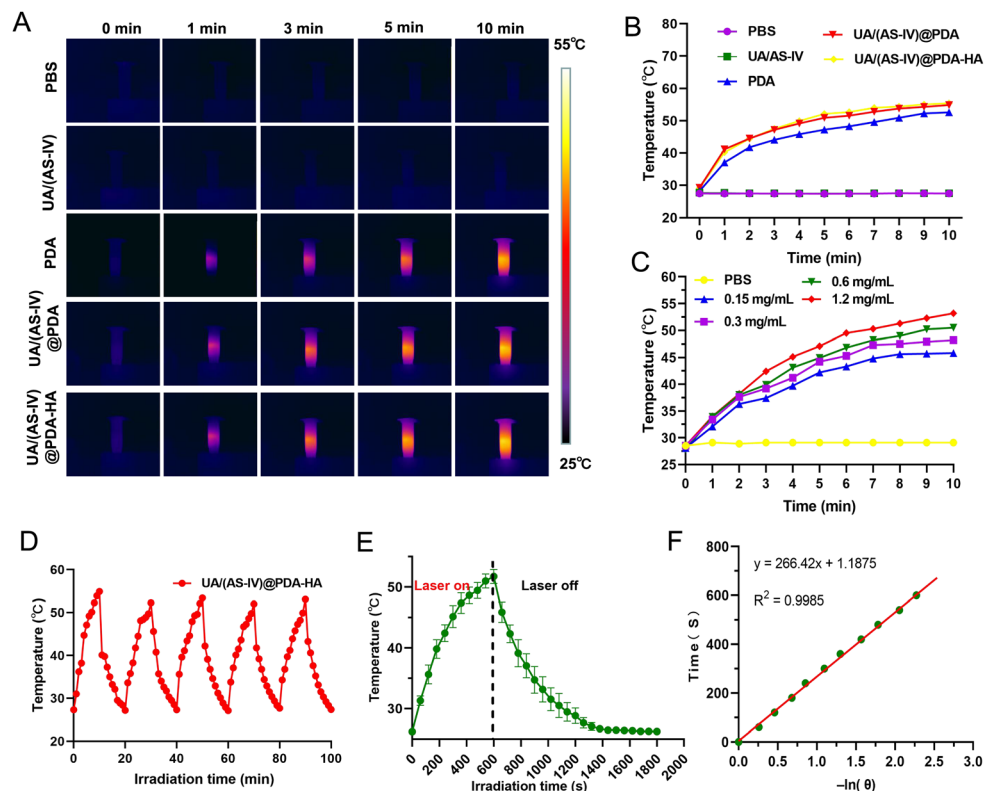 A
0 min 1 min 3 min 5 min 10 min
PBS
UA/(AS-IV)
PDA
UA/(AS-IV)
@PDA
UA/(AS-IV)
@PDA-HA
55℃
25℃
B
PBS
UA/AS-IV
PDA
UA/(AS-IV)@PDA
UA/(AS-IV)@PDA-HA
Temperature (℃)
80
70
60
50
40
30
20
0 1 2 3 4 5 6 7 8 9 10
Time (min)
C
PBS
0.15 mg/mL
0.3 mg/mL
0.6 mg/mL
1.2 mg/mL
Temperature (℃)
60
55
50
45
40
35
30
25
0 1 2 3 4 5 6 7 8 9 10
Time (min)
D
UA/(AS-IV)@PDA-HA
Temperature (℃)
60
50
40
30
20
0 20 40 60 80 100
Irradiation time (min)
E
Laser on
Laser off
Temperature (℃)
50
40
30
0 200 400 600 800 1000 1200 1400 1600 1800 2000
Irradiation time (s)
F
y = 266.42x + 1.1875
R² = 0.9985
Time（S）
800
600
400
200
0
0.0 0.5 1.0 1.5 2.0 2.5 3.0
–ln( θ)